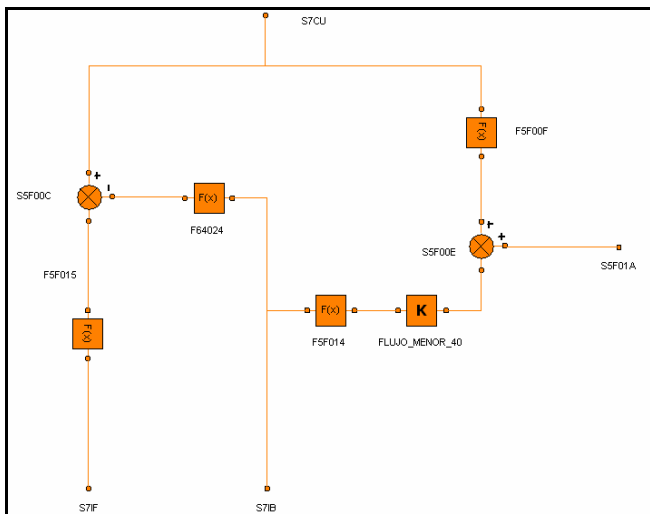 S7CU
F(x)
F5F00F
+
-
S5F00C
F(x)
F64024
+
+
S5F00E
S5F01A
F5F015
F(x)
F(x)
K
F5F014
FLUJO_MENOR_40
S7IF
S7IB